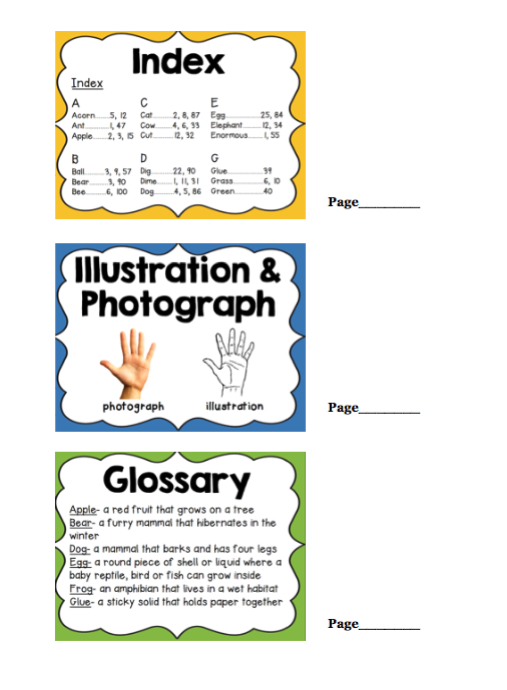 Index
Index
A C E
Acorn.......5, 12 Cat..........2, 8, 87 Egg.............25, 84
Ant............1, 47 Cow.........4, 6, 33 Elephant.........12, 34
Apple......2, 3, 15 Cut...........12, 32 Enormous......1, 55
B D G
Ball..........3, 9, 57 Dig...........22, 90 Glue..............39
Bear.........3, 90 Dime.......1, 11, 31 Grass.............6, 10
Bee...........6, 100 Dog.........4, 5, 86 Green............40
Page_________
Illustration &
Photograph
photograph illustration
Page_________
Glossary
Apple- a red fruit that grows on a tree
Bear- a furry mammal that hibernates in the
winter
Dog- a mammal that barks and has four legs
Egg- a round piece of shell or liquid where a
baby reptile, bird or fish can grow inside
Frog- an amphibian that lives in a wet habitat
Glue- a sticky solid that holds paper together
Page_________